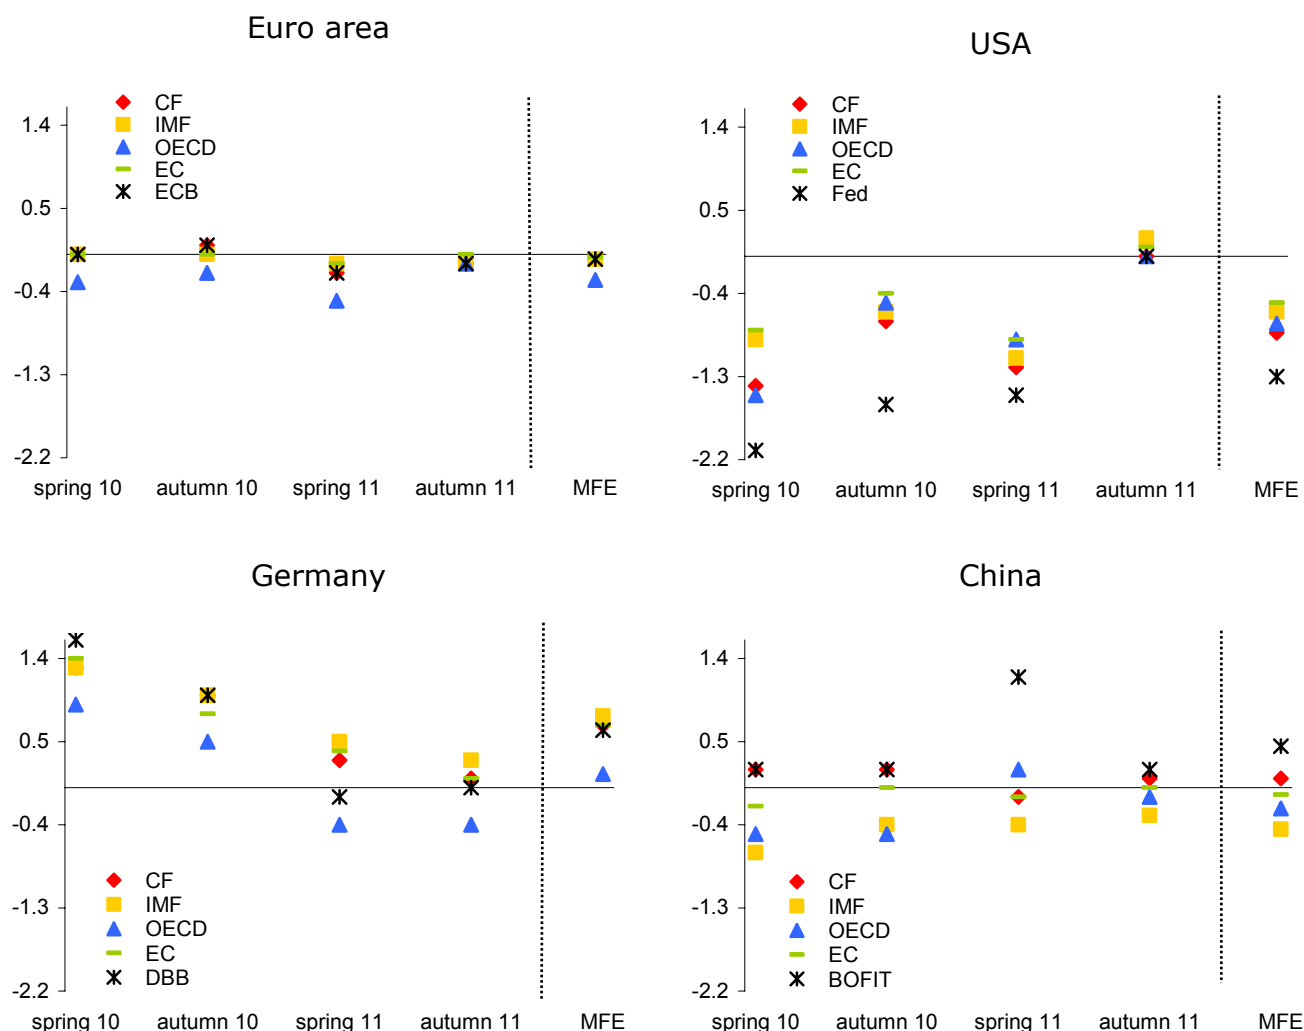 Euro area
CF
IMF
OECD
EC
ECB
1.4
0.5
-0.4
-1.3
-2.2
spring 10 autumn 10 spring 11 autumn 11 MFE
USA
CF
IMF
OECD
EC
Fed
1.4
0.5
-0.4
-1.3
-2.2
spring 10 autumn 10 spring 11 autumn 11 MFE
Germany
1.4
0.5
-0.4
-1.3
-2.2
CF
IMF
OECD
EC
DBB
spring 10 autumn 10 spring 11 autumn 11 MFE
China
1.4
0.5
-0.4
-1.3
-2.2
CF
IMF
OECD
EC
BOFIT
spring 10 autumn 10 spring 11 autumn 11 MFE